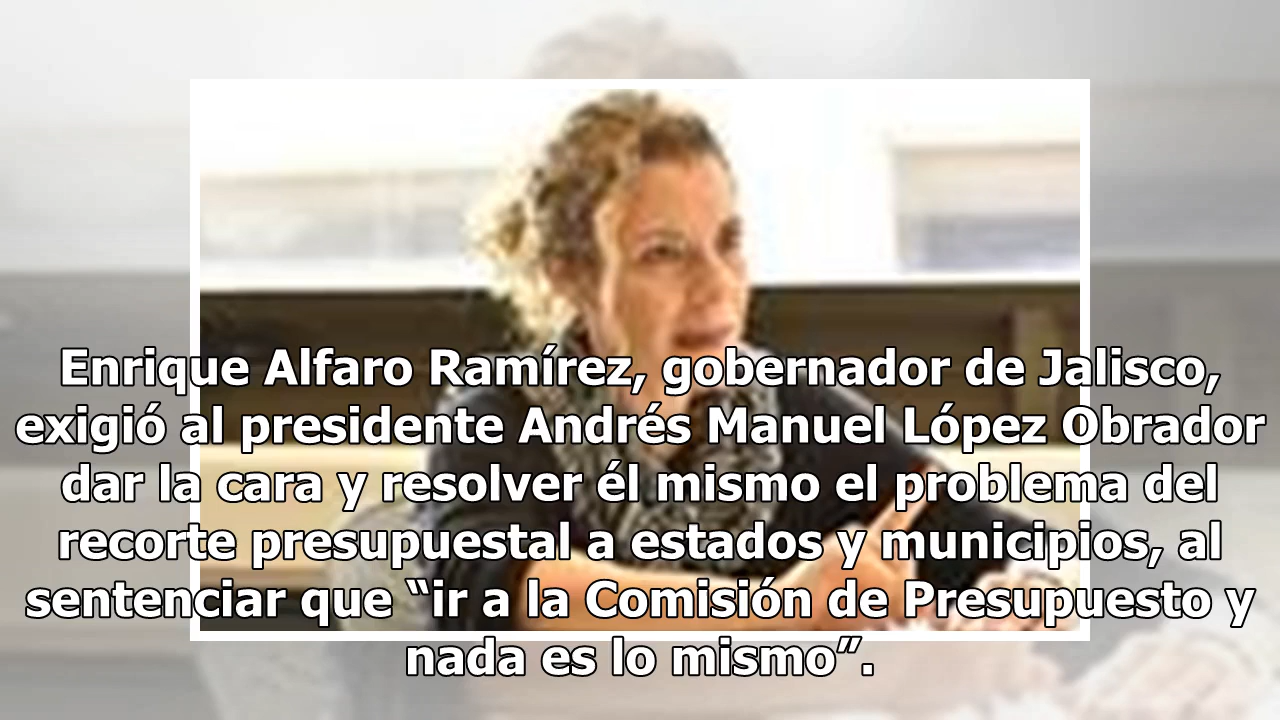 Enrique Alfaro Ramírez, gobernador de Jalisco,
exigió al presidente Andrés Manuel López Obrador
dar la cara y resolver él mismo el problema del
recorte presupuestal a estados y municipios, al
sentenciar que “ir a la Comisión de Presupuesto y
nada es lo mismo”.